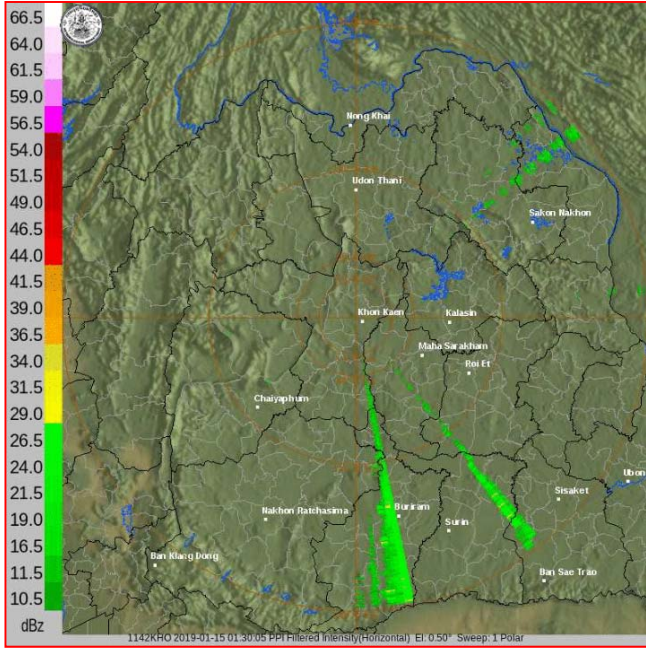 66.5
64.0
61.5
59.0
56.5
54.0
51.5
49.0
46.5
44.0
41.5
39.0
36.5
34.0
31.5
29.0
26.5
24.0
21.5
19.0
16.5
14.0
11.5
10.5
dBz
Nong Khai
Udon Thani
Sakon Nakhon
Khon Kaen
Kalasin
Maha Sarakham
Roi Et
Chaiyaphum
Ubon
Sisaket
Buriram
Nakhon Ratchasima
Surin
Ban Klang Dong
Ban Sae Trao
1142KHO 2019-01-15 01:30:05 PPI Filtered Intensity(Horizontal) El: 0.50° Sweep: 1 Polar